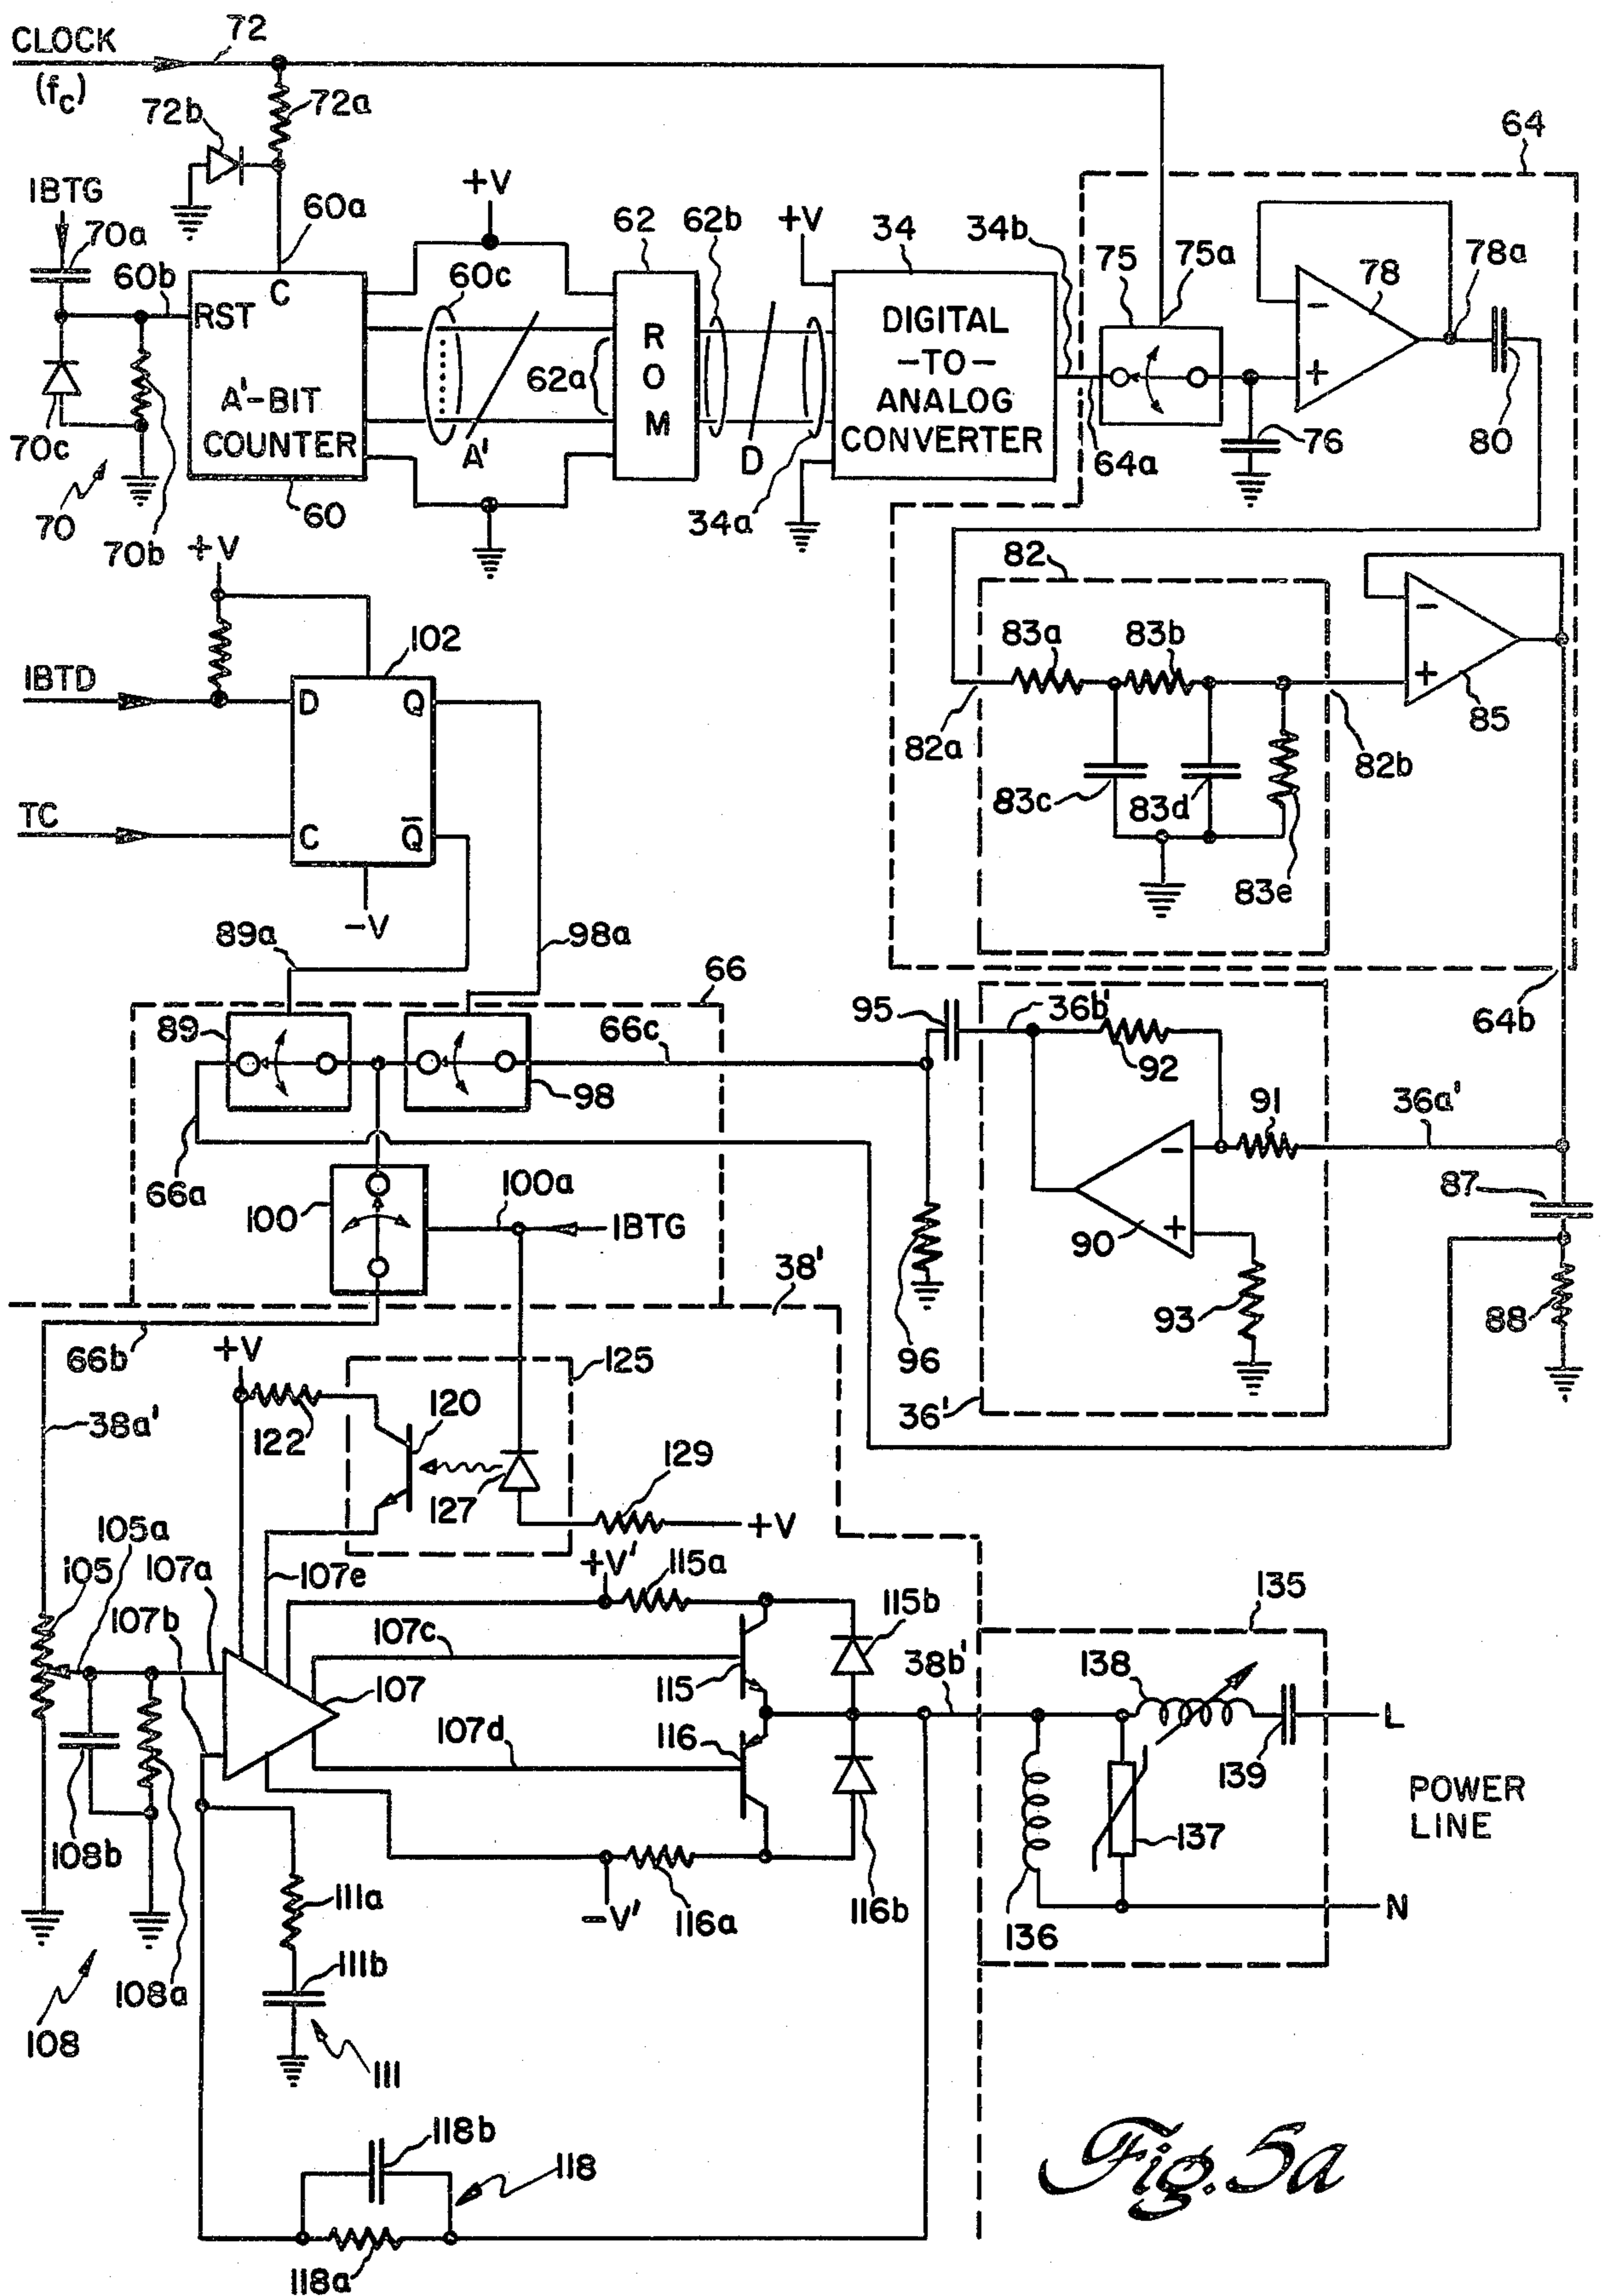 CLOCK
72
(fc)
72b
72a
64
IBTG
70a
60a
+V
62
62b
+V
34
34b
75
75a
78
78a
60b
RST
C
60c
R
O
M
DIGITAL
-TO-
ANALOG
CONVERTER
-
+
62a
A'-BIT
COUNTER
70c
A'
D
64a
76
80
70
70b
60
34a
+V
82
102
83a
83b
-
+
IBTD
D
Q
85
82a
82b
83c
83d
TC
C
Q̅
83e
-V
89a
98a
66
64b
89
66c
95
36b'
92
98
91
36a'
66a
-
87
100
100a
IBTG
90
+
38'
93
88
66b
+V
125
96
36'
38a'
120
122
129
127
+V
105a
105
107a
107e
+V'
115a
135
107b
107c
115b
38b'
138
115
107
L
107d
116
139
POWER
LINE
108b
137
111a
-V'
116a
116b
136
N
111b
108a
108
111
118b
118
118a
Fig. 5a